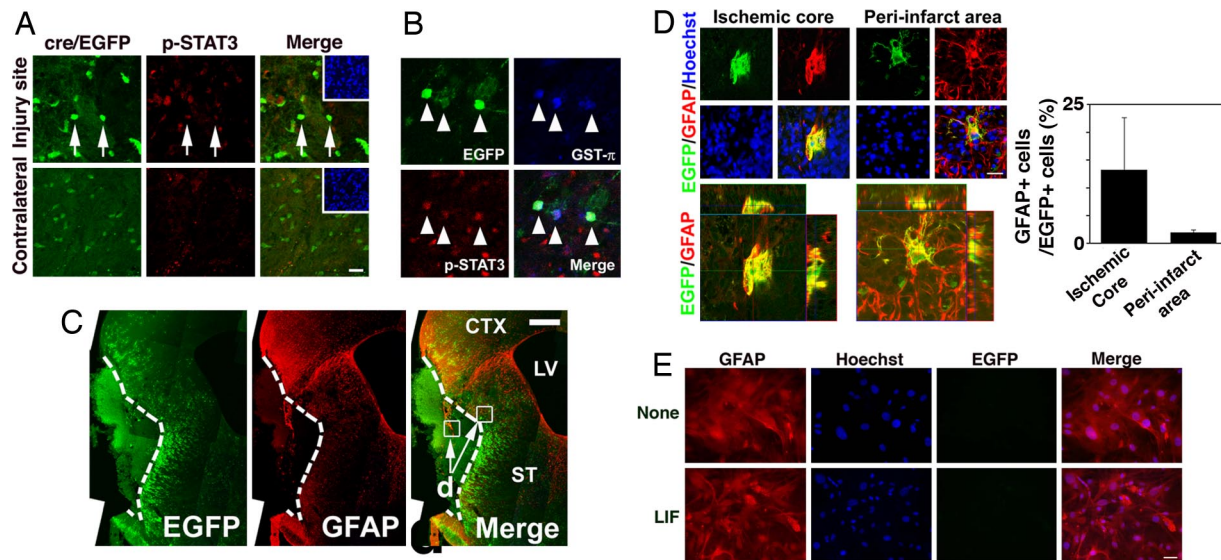 A
cre/EGFP p-STAT3 Merge
Injury site
Contralateral
B
EGFP GST-π
p-STAT3 Merge
C
CTX
LV
ST
d
EGFP GFAP Merge
D
Ischemic core Peri-infarct area
EGFP/GFAP/Hoechst
EGFP/GFAP
GFAP+ cells
/EGFP+ cells (%)
25
0
Ischemic
Core
Peri-infarct
area
E
GFAP Hoechst EGFP Merge
None
LIF